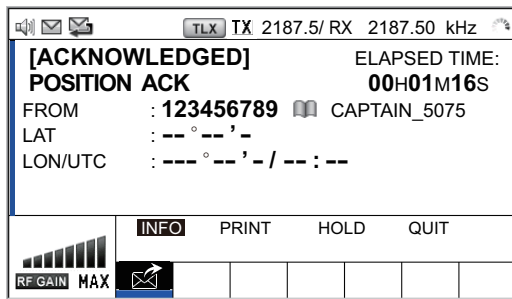 TLX TX 2187.5/ RX 2187.50 kHz
[ACKNOWLEDGED] ELAPSED TIME:
POSITION ACK 00H01M16S
FROM : 123456789 CAPTAIN_5075
LAT : --°--'-
LON/UTC : ---°--'-/--:--
INFO PRINT HOLD QUIT
RF GAIN MAX